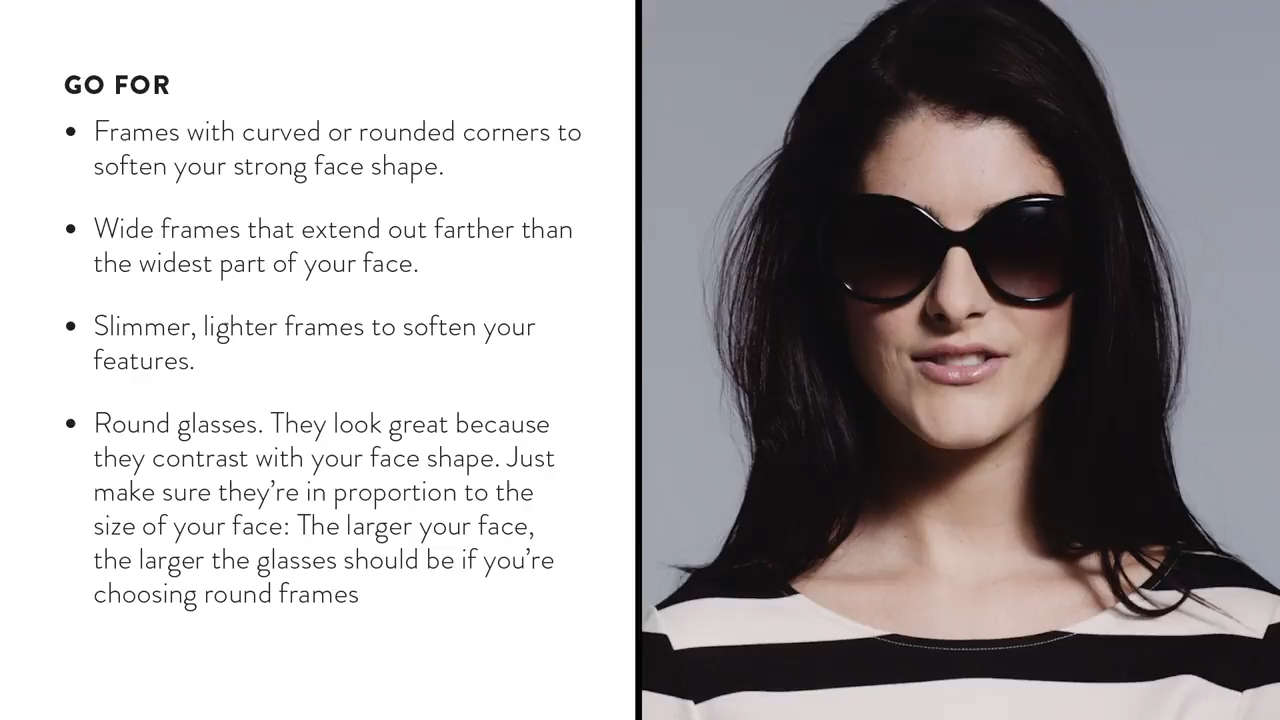 GO FOR
• Frames with curved or rounded corners to
soften your strong face shape.
• Wide frames that extend out farther than
the widest part of your face.
• Slimmer, lighter frames to soften your
features.
• Round glasses. They look great because
they contrast with your face shape. Just
make sure they’re in proportion to the
size of your face: The larger your face,
the larger the glasses should be if you’re
choosing round frames